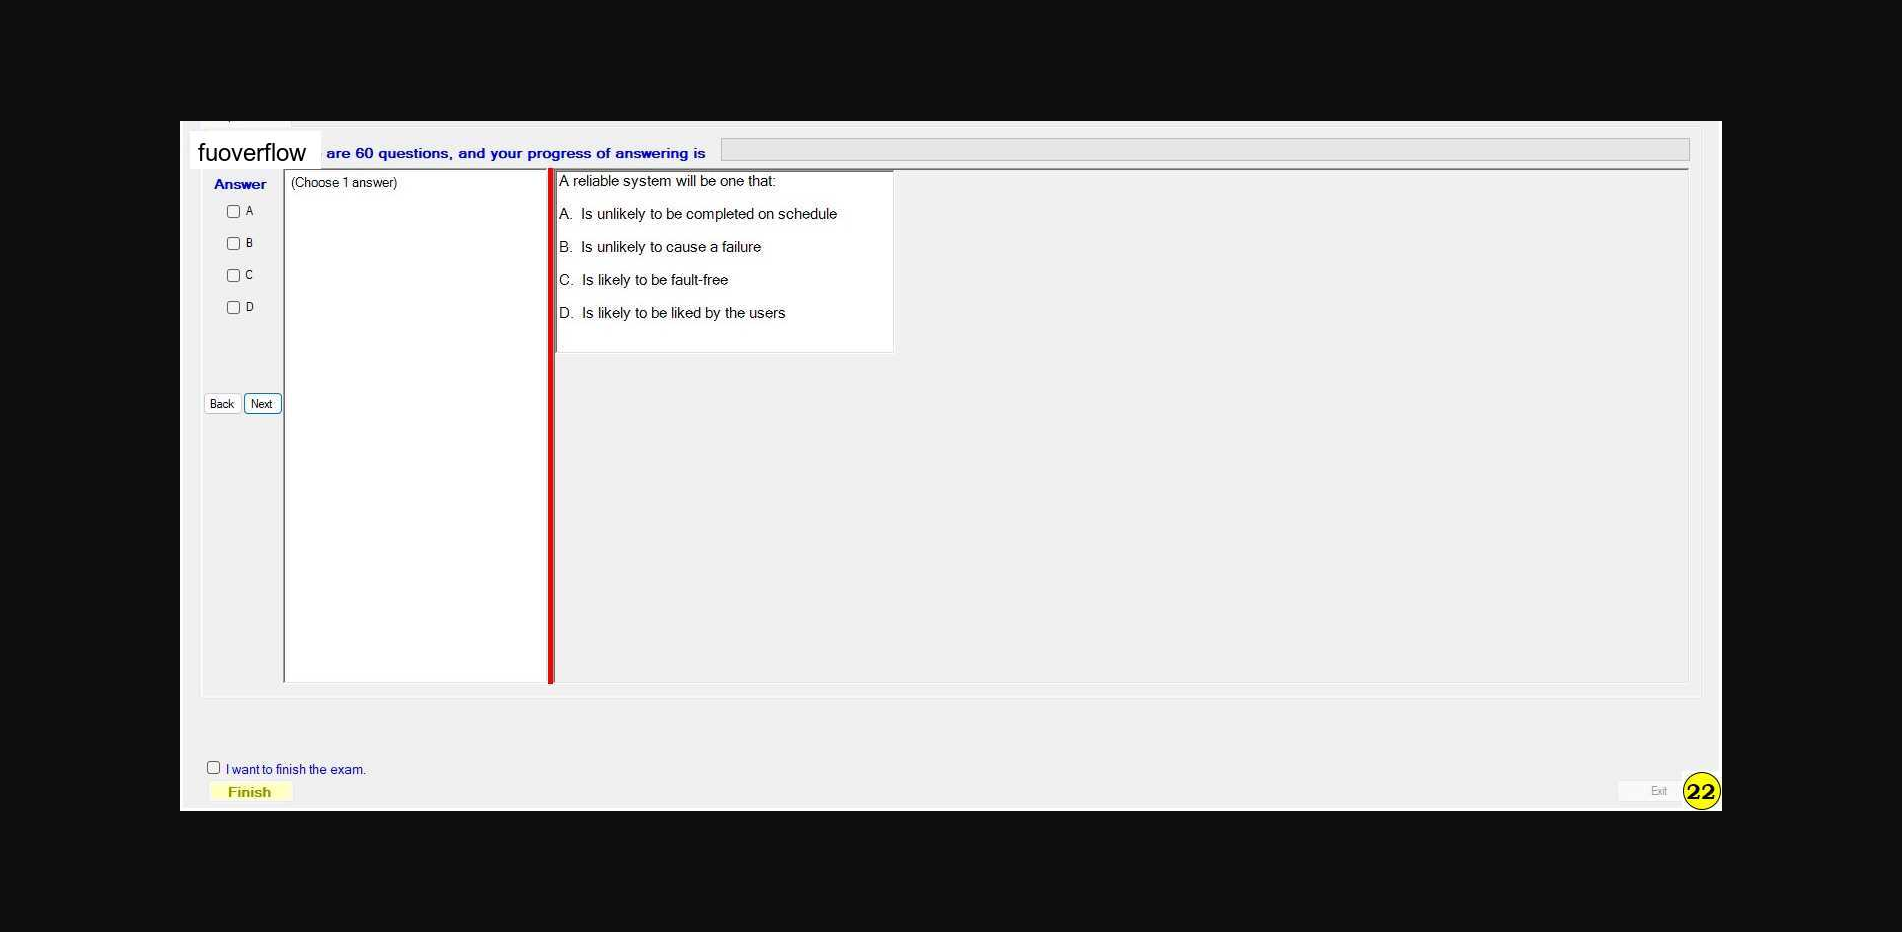 fuoverflow are 60 questions, and your progress of answering is
Answer
(Choose 1 answer)
A
B
C
D
Back Next
A reliable system will be one that:
A. Is unlikely to be completed on schedule
B. Is unlikely to cause a failure
C. Is likely to be fault-free
D. Is likely to be liked by the users
I want to finish the exam.
Finish
Exit
22